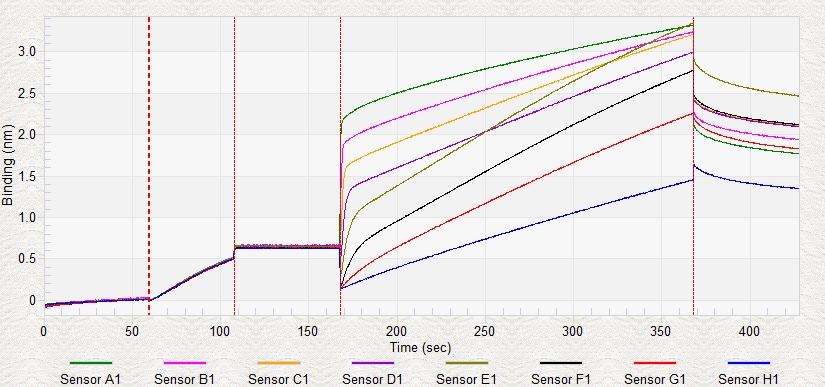 Binding (nm)
3.0
2.5
2.0
1.5
1.0
0.5
0
0 50 100 150 200 250 300 350 400
Time (sec)
Sensor A1 Sensor B1 Sensor C1 Sensor D1 Sensor E1 Sensor F1 Sensor G1 Sensor H1